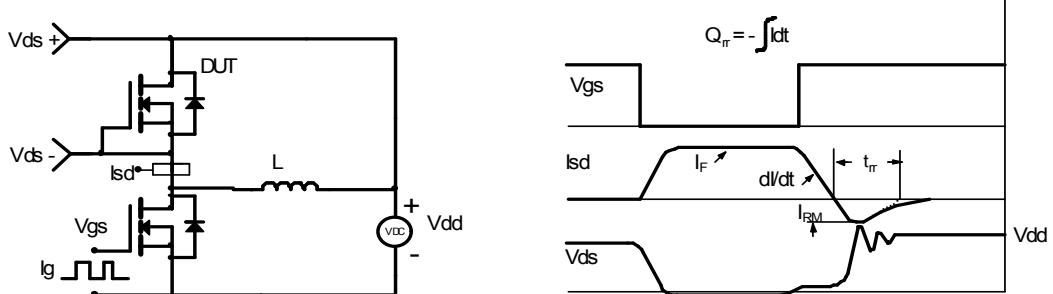 Vds +
DUT
Vds -
Isd
L
Vgs
Ig
+
VDC
-
Vdd
Qrr = - ∫Idt
Vgs
Isd
IF
dI/dt
trr
IRM
Vdd
Vds